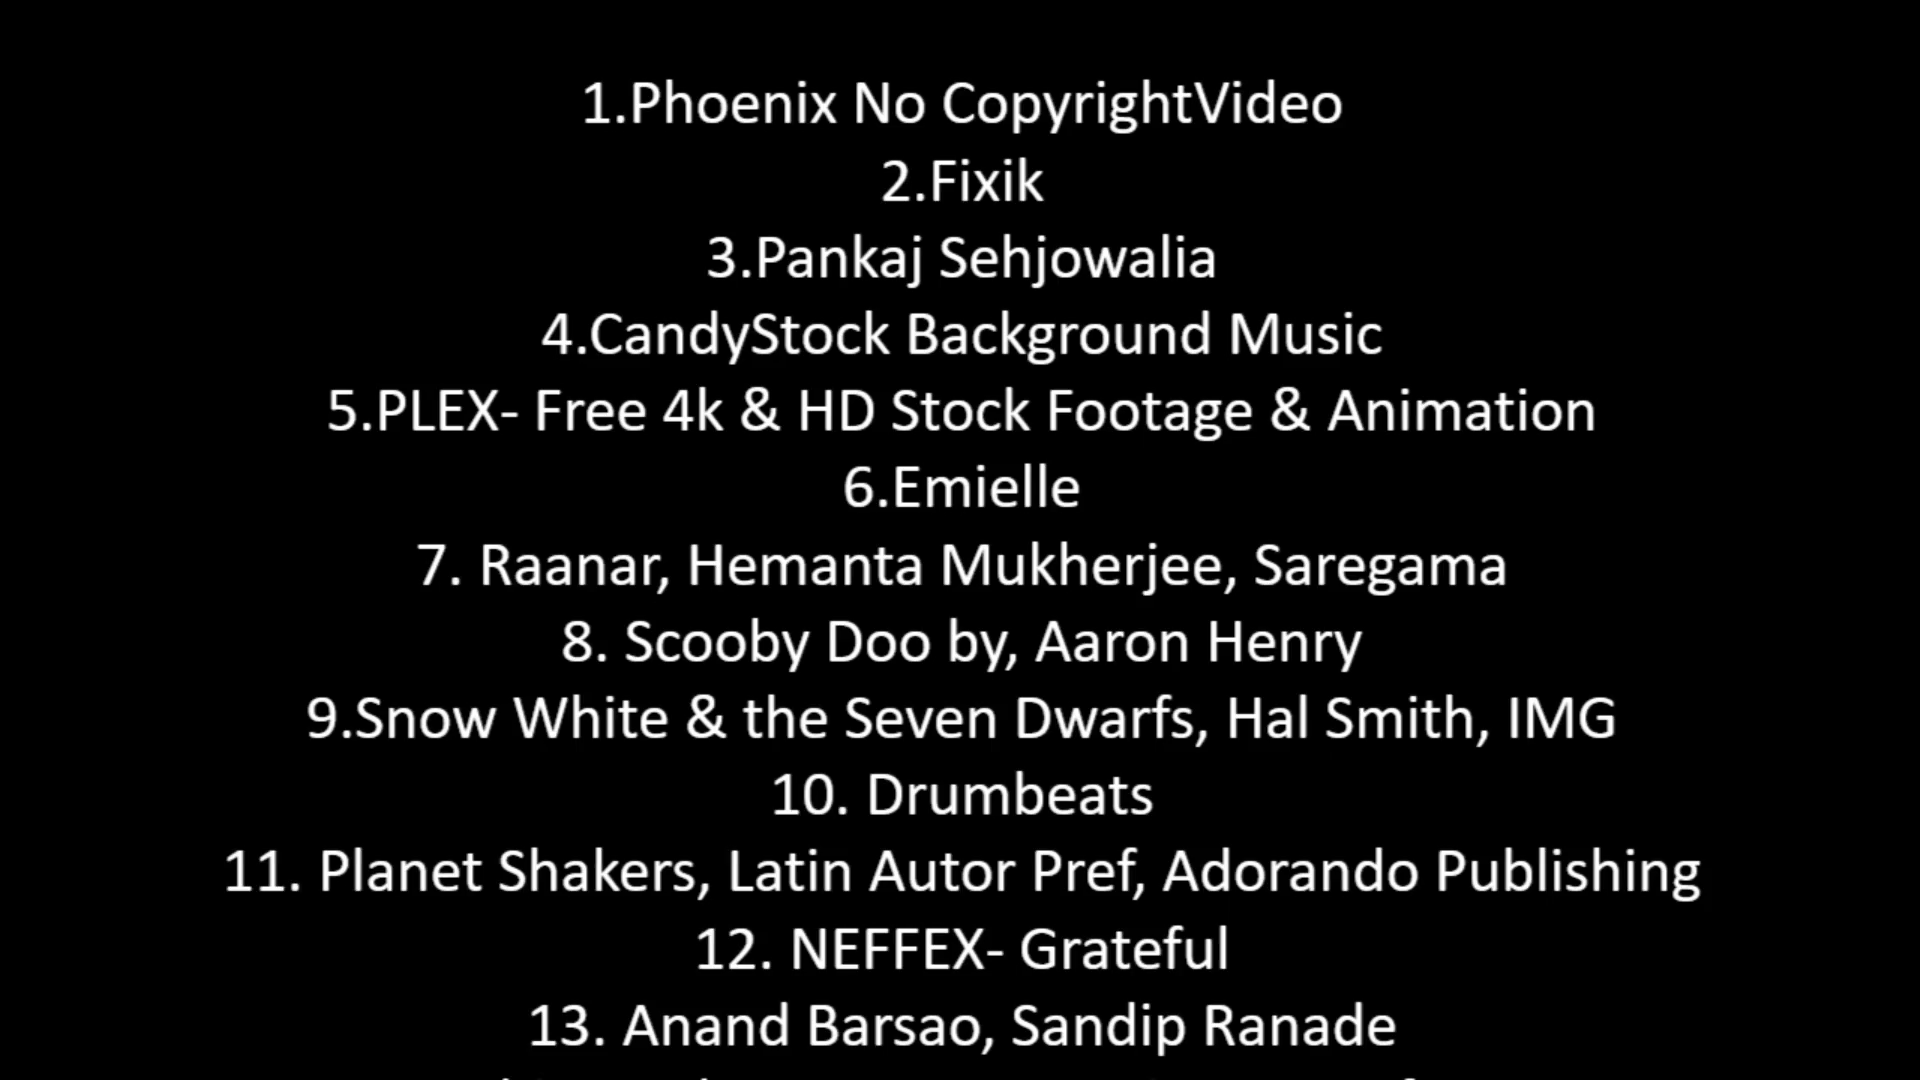 1.Phoenix No CopyrightVideo
2.Fixik
3.Pankaj Sehjowalia
4.CandyStock Background Music
5.PLEX- Free 4k & HD Stock Footage & Animation
6.Emielle
7. Raanar, Hemanta Mukherjee, Saregama
8. Scooby Doo by, Aaron Henry
9.Snow White & the Seven Dwarfs, Hal Smith, IMG
10. Drumbeats
11. Planet Shakers, Latin Autor Pref, Adorando Publishing
12. NEFFEX- Grateful
13. Anand Barsao, Sandip Ranade